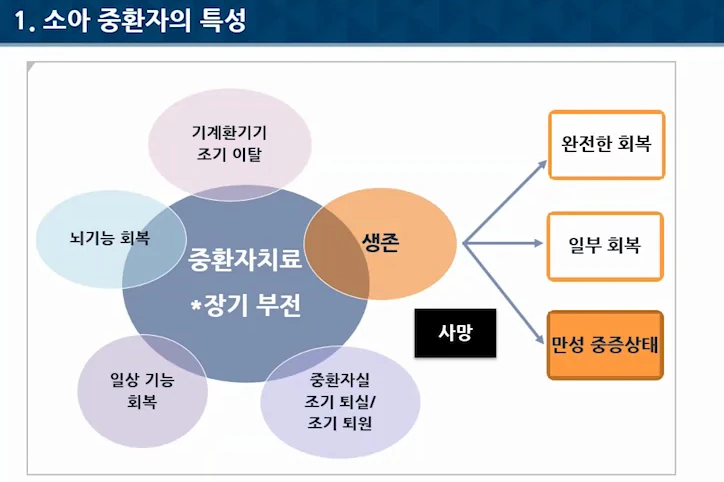 1. 소아 중환자의 특성
기계환기기
조기 이탈
뇌기능 회복
중환자치료
*장기 부전
생존
일상 기능
회복
중환자실
조기 퇴실/
조기 퇴원
사망
완전한 회복
일부 회복
만성 중증상태